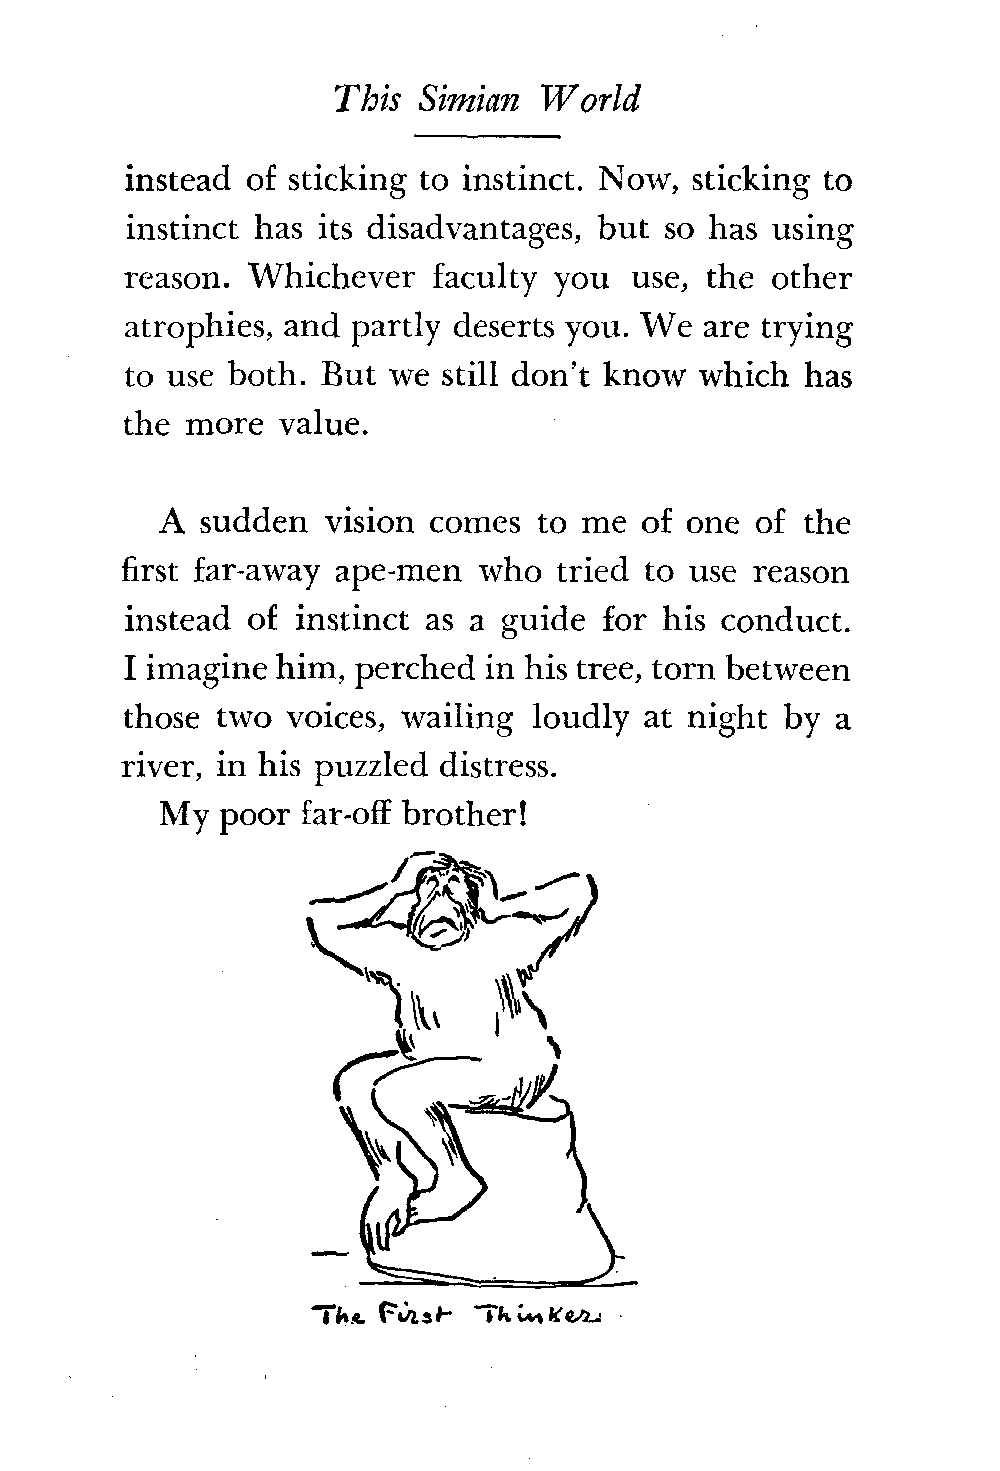 This Simian World
instead of sticking to instinct. Now, sticking to
instinct has its disadvantages, but so has using
reason. Whichever faculty you use, the other
atrophies, and partly deserts you. We are trying
to use both. But we still don't know which has
the more value.
A sudden vision comes to me of one of the
first far-away ape-men who tried to use reason
instead of instinct as a guide for his conduct.
I imagine him, perched in his tree, torn between
those two voices, wailing loudly at night by a
river, in his puzzled distress.
My poor far-off brother!
The First Thinker